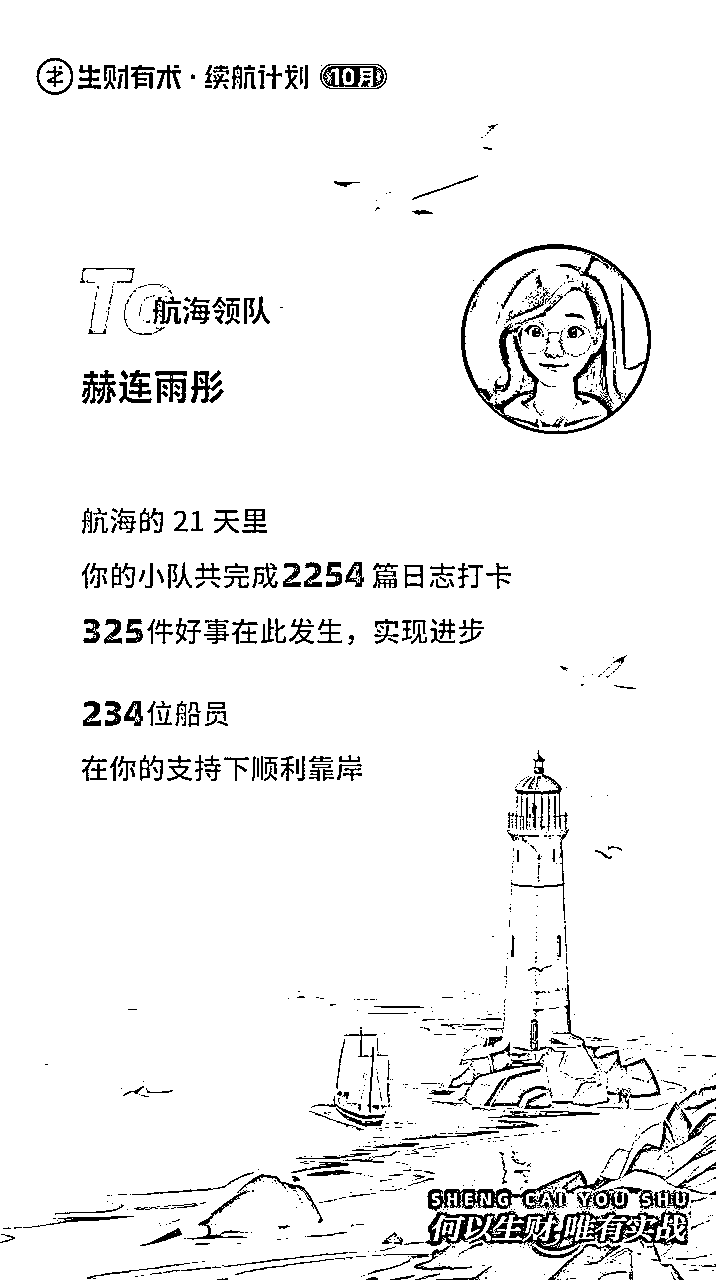 生财有术·续航计划 10月
To航海领队
赫连雨彤
航海的 21 天里
你的小队共完成2254 篇日志打卡
325件好事在此发生，实现进步
234位船员
在你的支持下顺利靠岸
SHENG CAI YOU SHU
何以生财,唯有实战